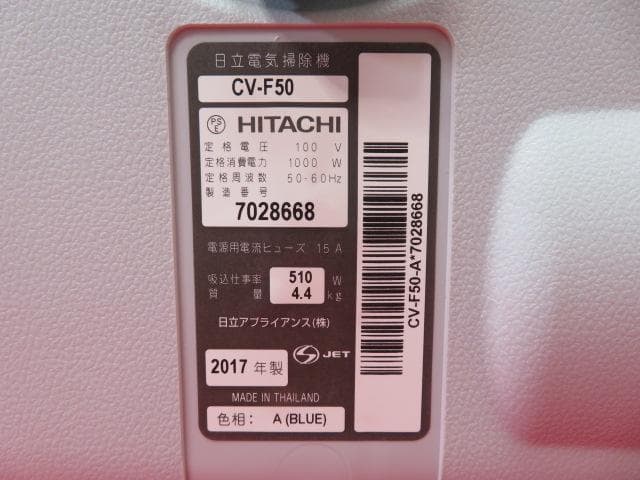 日立電気掃除機
CV-F50
PS E HITACHI
定格電圧 100 V
定格消費電力 1000 W
定格周波数 50-60Hz
製造番号
7028668
電源用電流ヒューズ 15 A
吸込仕事率 510 W
質量 4.4 kg
日立アプライアンス(株)
2017 年製
S JET
MADE IN THAILAND
色相: A (BLUE)
CV-F50-A*7028668